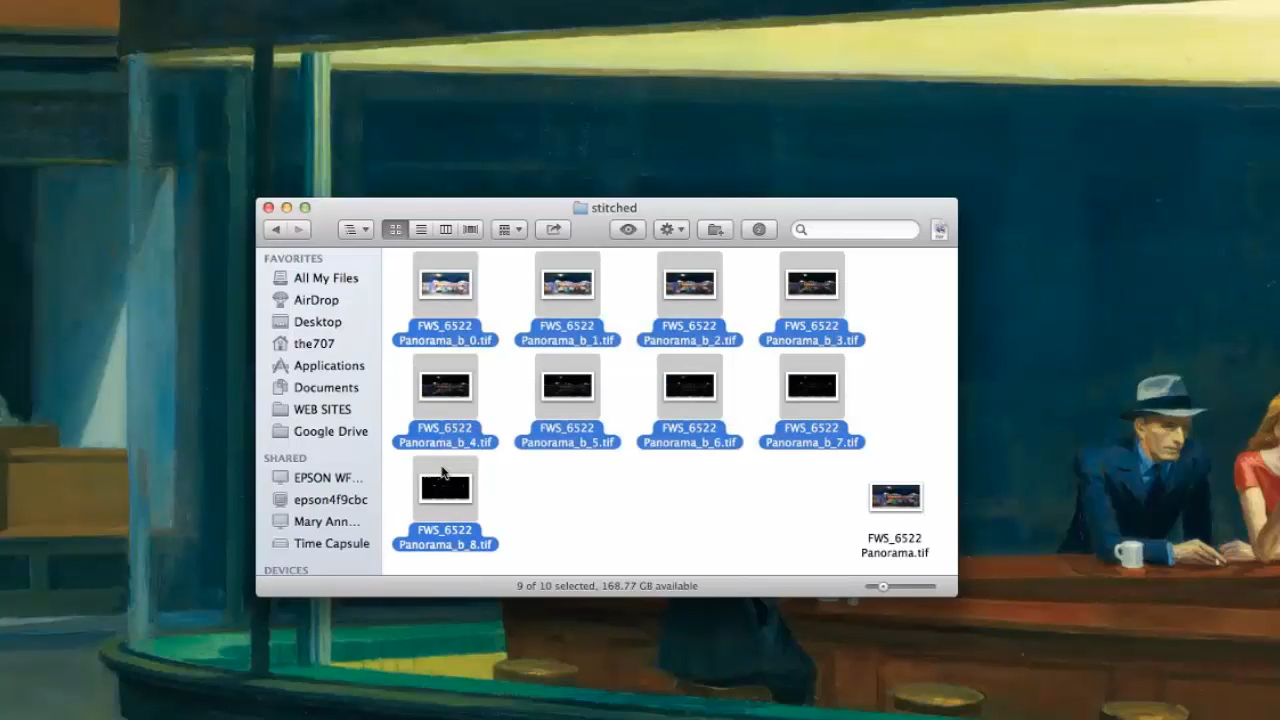 stitched
FAVORITES
All My Files
AirDrop
Desktop
the707
Applications
Documents
WEB SITES
Google Drive
SHARED
EPSON WF...
epson4f9cbc
Mary Ann...
Time Capsule
DEVICES
FWS_6522
Panorama_b_0.tif
FWS_6522
Panorama_b_1.tif
FWS_6522
Panorama_b_2.tif
FWS_6522
Panorama_b_3.tif
FWS_6522
Panorama_b_4.tif
FWS_6522
Panorama_b_5.tif
FWS_6522
Panorama_b_6.tif
FWS_6522
Panorama_b_7.tif
FWS_6522
Panorama_b_8.tif
FWS_6522
Panorama.tif
9 of 10 selected, 168.77 GB available